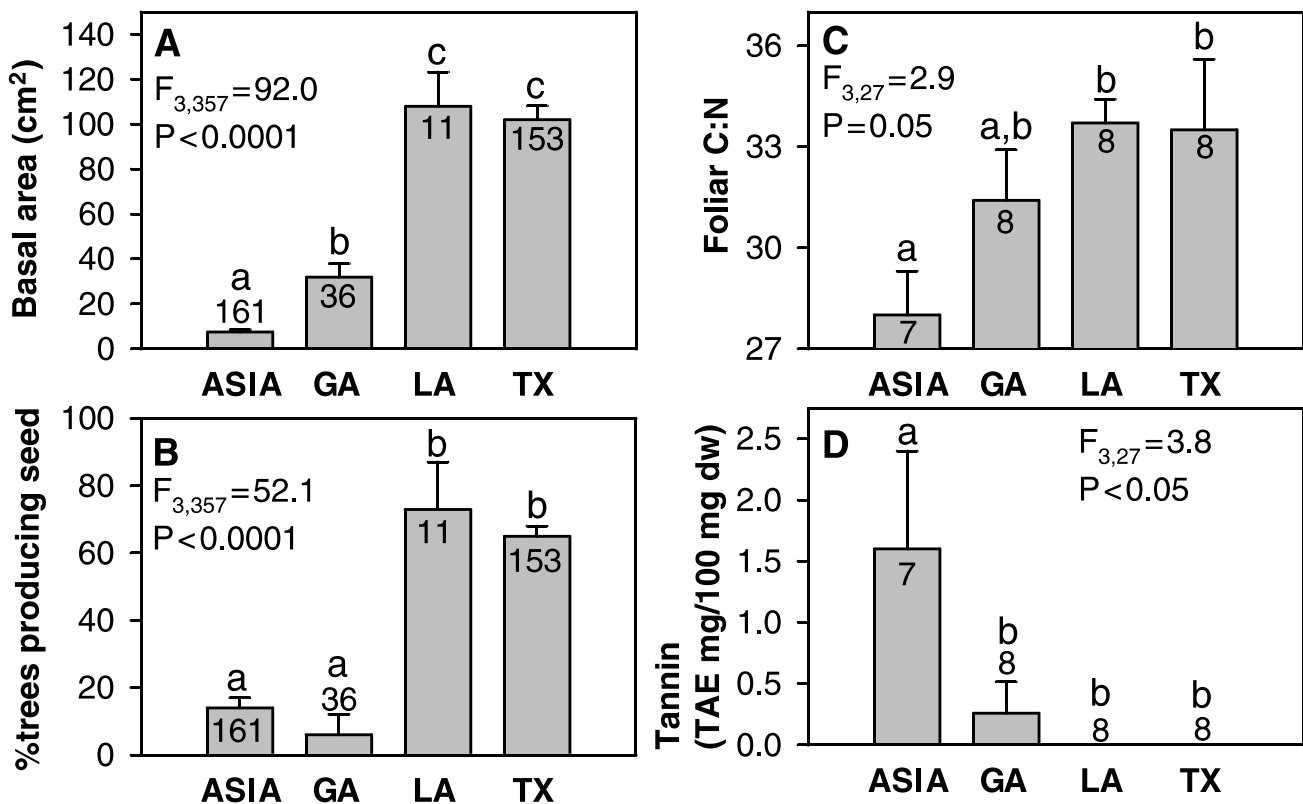 A
F3,357=92.0
P<0.0001
Basal area (cm2)
140
120
100
80
60
40
20
0
a
161
b
36
c
11
c
153
ASIA GA LA TX
B
F3,357=52.1
P<0.0001
%trees producing seed
100
80
60
40
20
0
a
161
a
36
b
11
b
153
ASIA GA LA TX
C
F3,27=2.9
P=0.05
Foliar C:N
36
33
30
27
a
7
a,b
8
b
8
b
8
ASIA GA LA TX
D
F3,27=3.8
P<0.05
Tannin
(TAE mg/100 mg dw)
2.5
2.0
1.5
1.0
0.5
0.0
a
7
b
8
b
8
b
8
ASIA GA LA TX